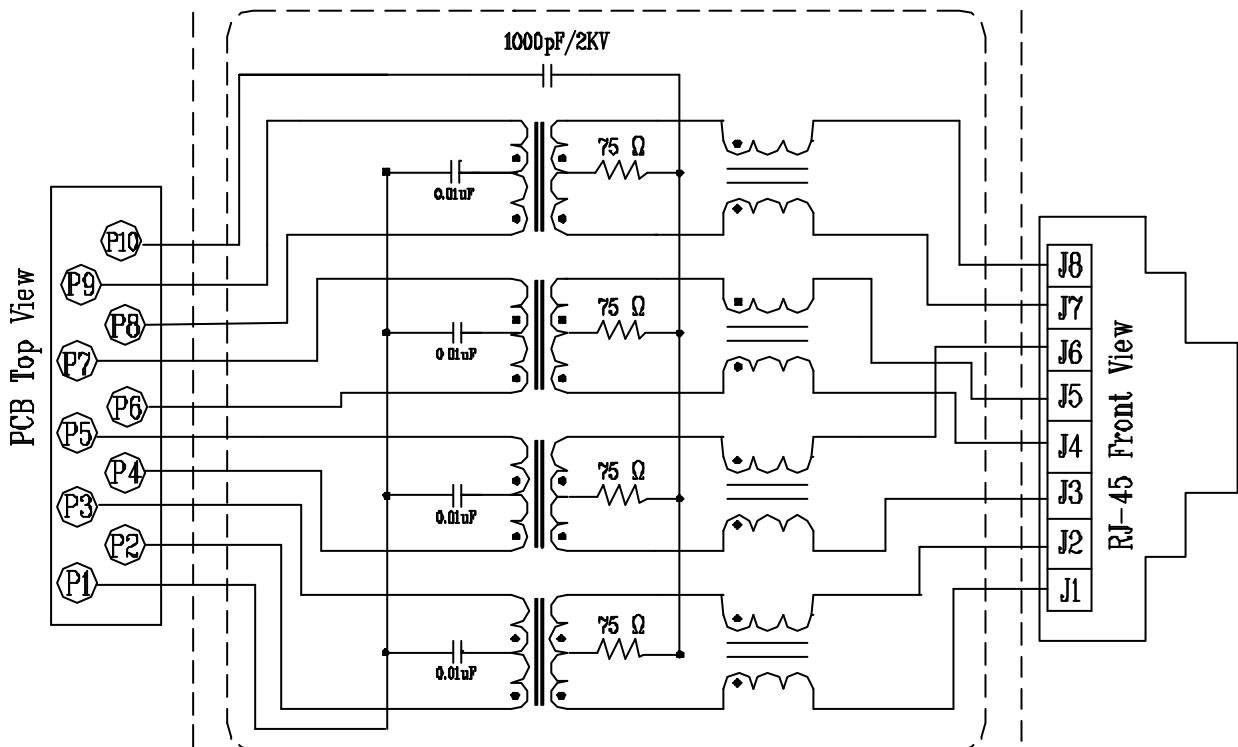 1000pF/2KV
75 Ω
0.01uF
P10
P9
P8
P7
P6
P5
P4
P3
P2
P1
PCB Top View
75 Ω
0.01uF
75 Ω
0.01uF
75 Ω
0.01uF
J8
J7
J6
J5
J4
J3
J2
J1
RJ-45 Front View